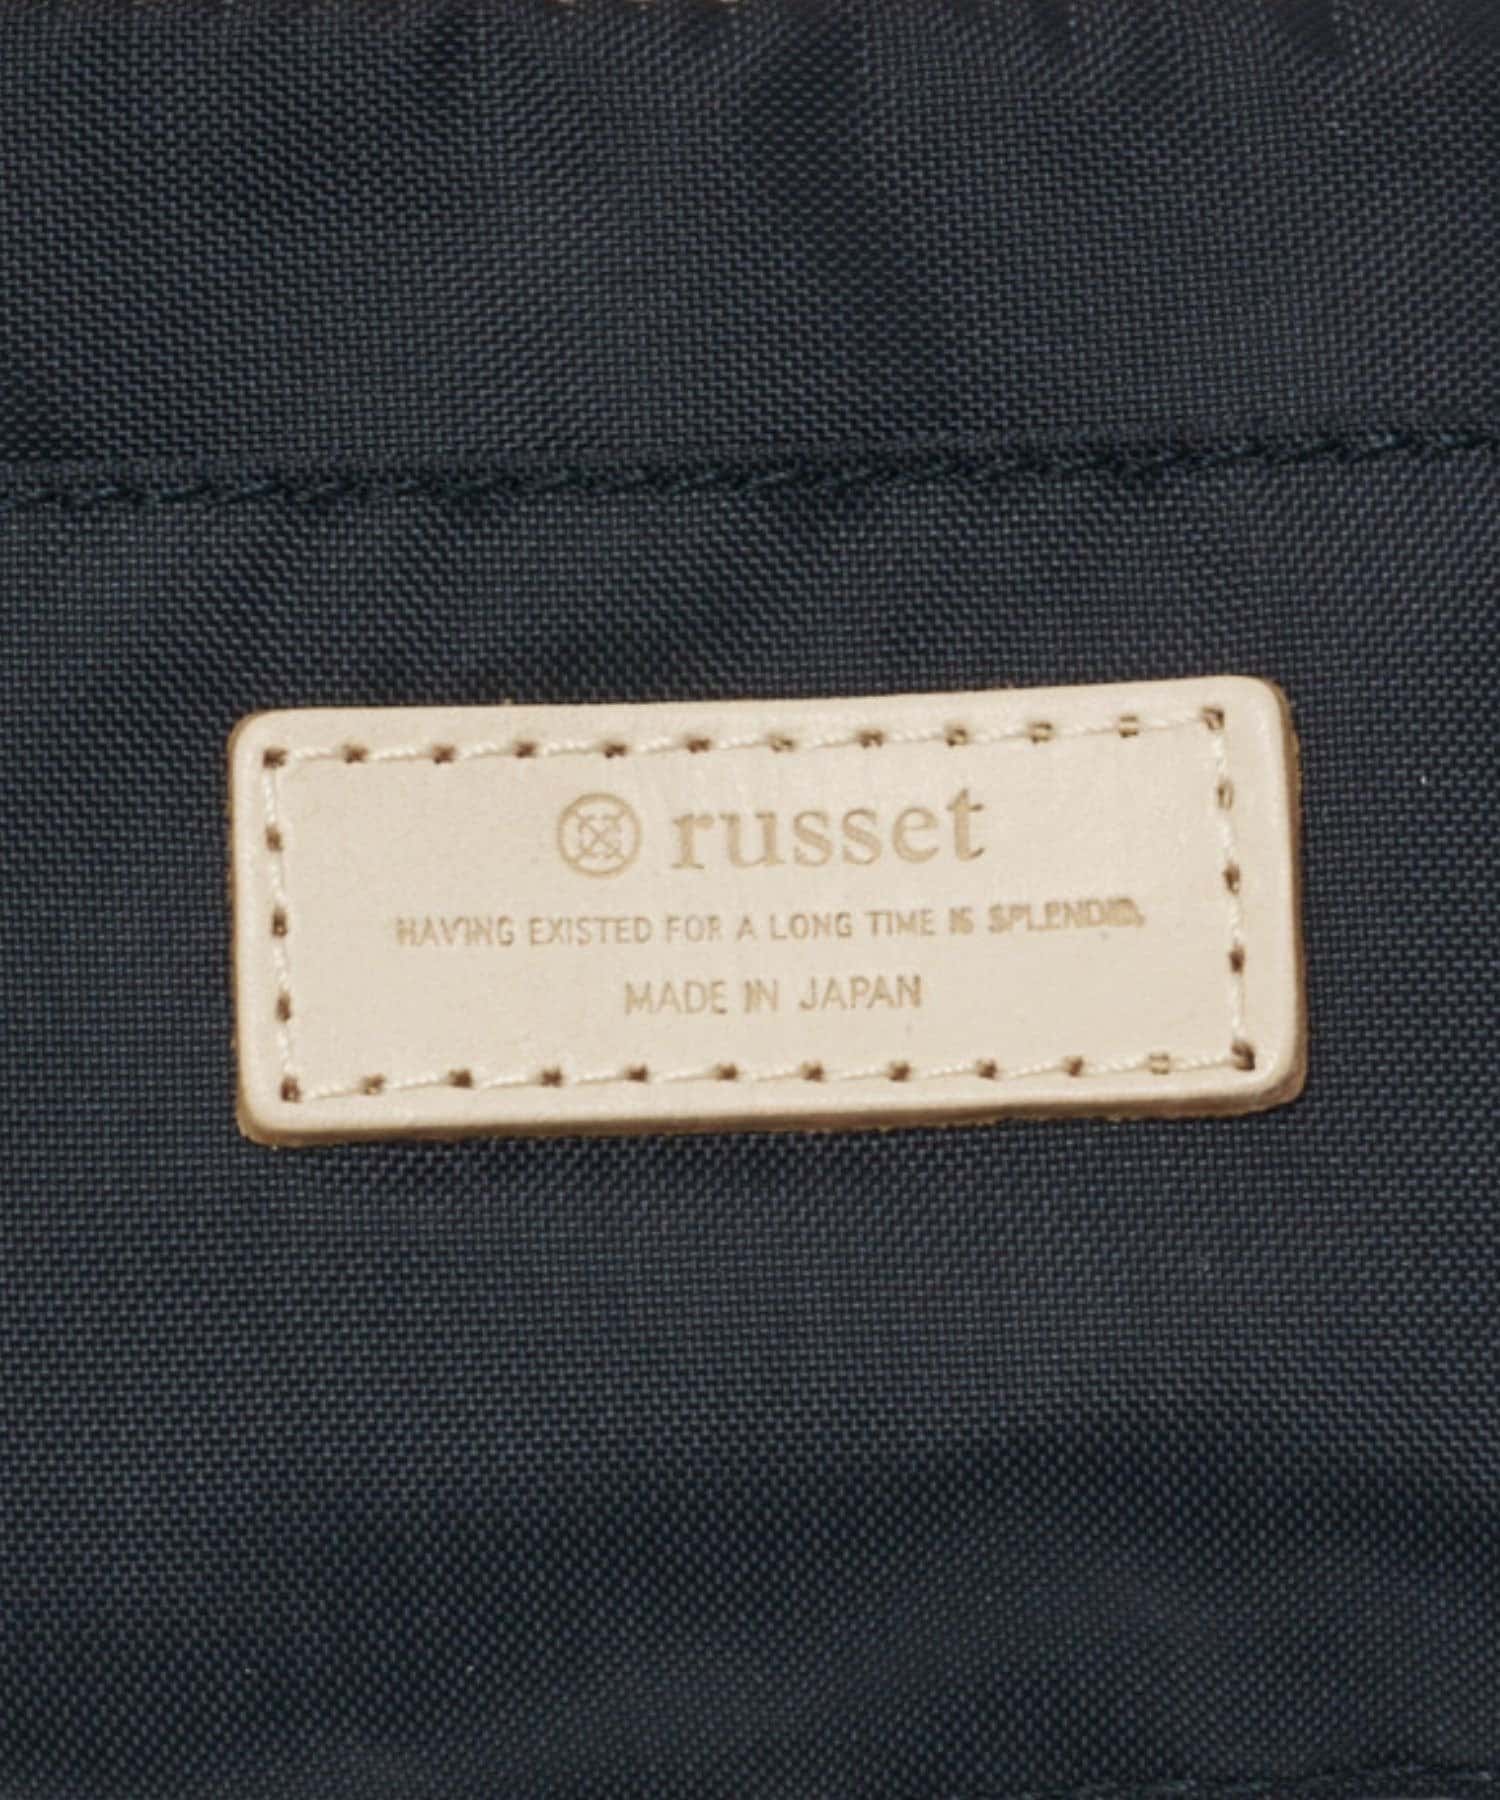 russet
HAVING EXISTED FOR A LONG TIME IS SPLENDID.
MADE IN JAPAN